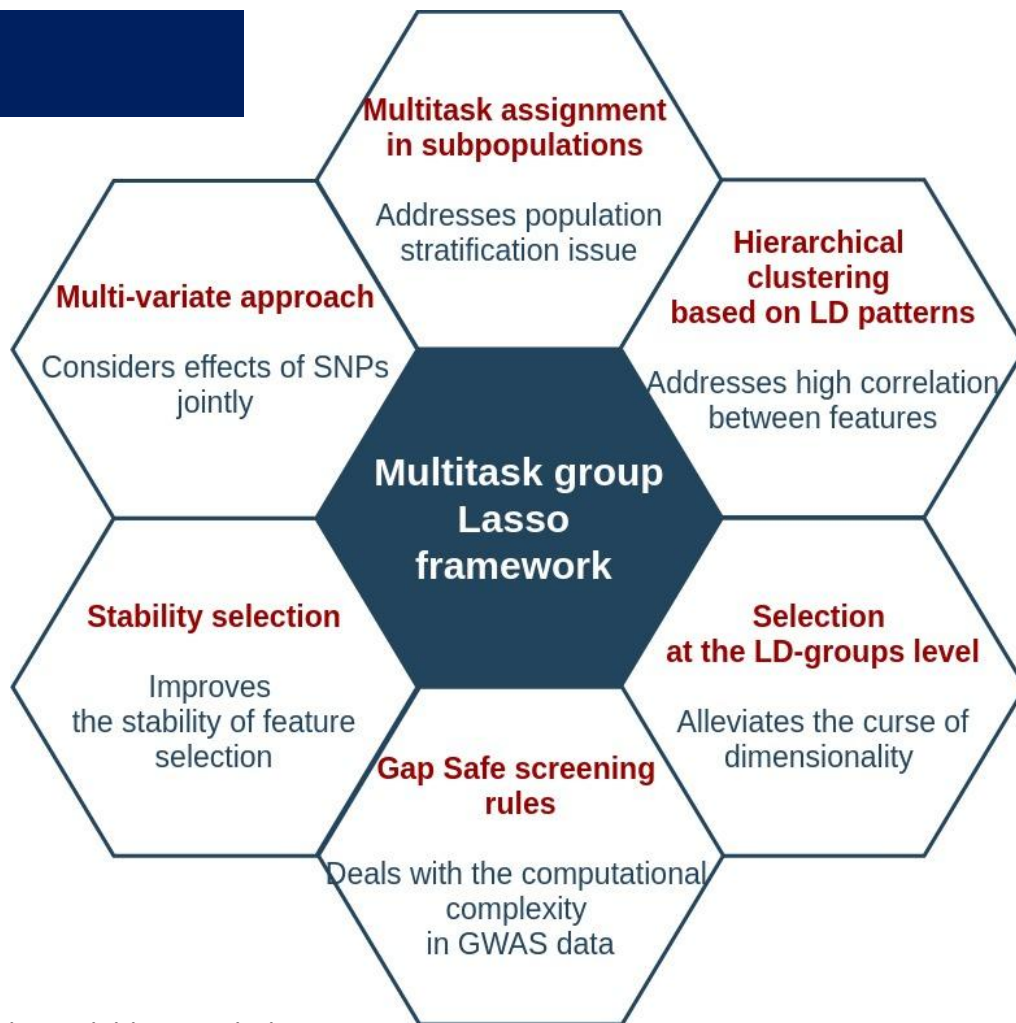 Multitask assignment
in subpopulations
Addresses population
stratification issue
Hierarchical
clustering
based on LD patterns
Addresses high correlation
between features
Multi-variate approach
Considers effects of SNPs
jointly
Multitask group
Lasso
framework
Stability selection
Improves
the stability of feature
selection
Selection
at the LD-groups level
Alleviates the curse of
dimensionality
Gap Safe screening
rules
Deals with the computational
complexity
in GWAS data